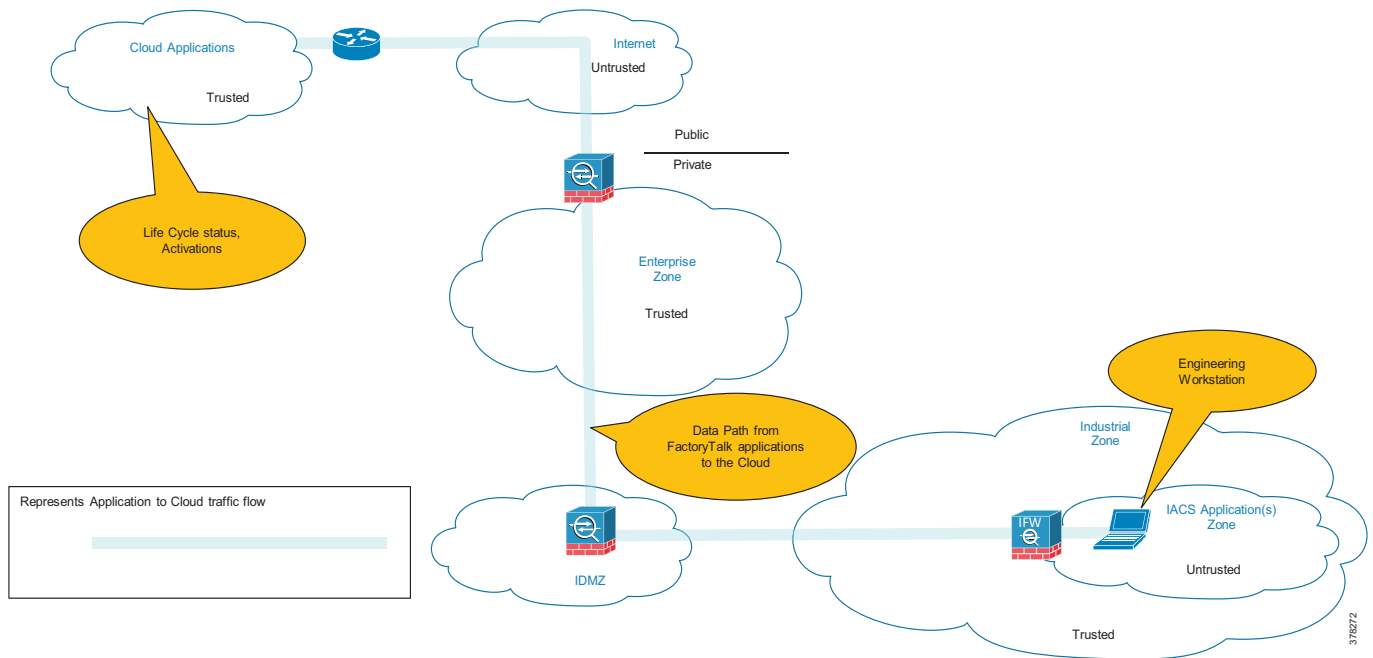 Cloud Applications
Trusted
Internet
Untrusted
Public
Private
Life Cycle status,
Activations
Enterprise
Zone
Trusted
Engineering
Workstation
Data Path from
FactoryTalk applications
to the Cloud
Industrial
Zone
Represents Application to Cloud traffic flow
IDMZ
IFW
IACS Application(s)
Zone
Untrusted
Trusted
378272